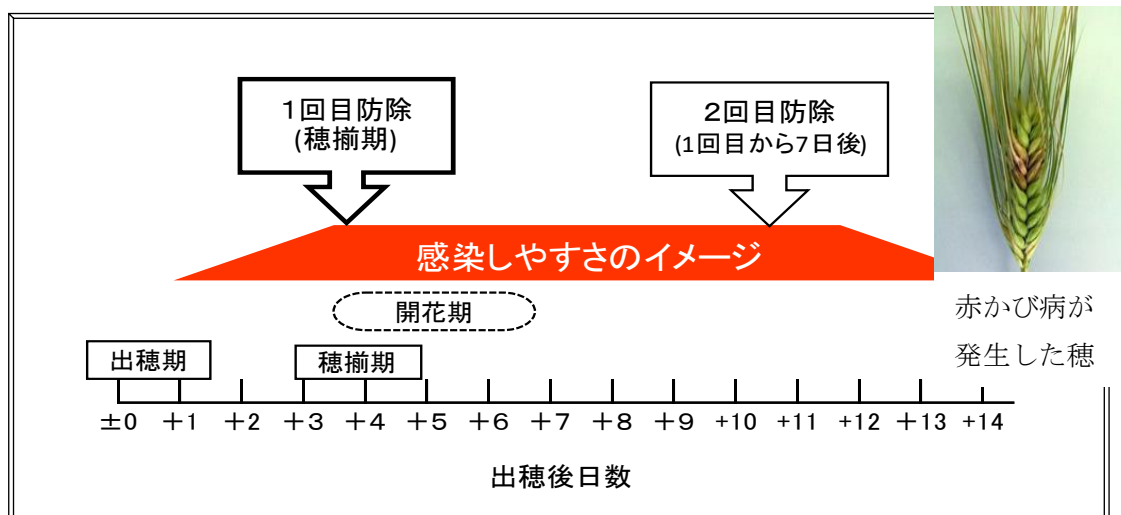 １回目防除
(穂揃期)
２回目防除
(1回目から7日後)
感染しやすさのイメージ
開花期
出穂期
穂揃期
±0 ＋1 ＋2 ＋3 ＋4 ＋5 ＋6 ＋7 ＋8 ＋9 +10 +11 +12 ＋13 +14
出穂後日数
赤かび病が
発生した穂